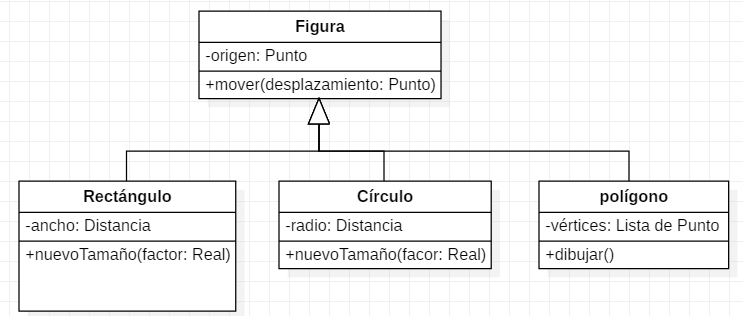 Figura
-origen: Punto
+mover(desplazamiento: Punto)
Rectángulo
-ancho: Distancia
+nuevoTamaño(factor: Real)
Círculo
-radio: Distancia
+nuevoTamaño(facor: Real)
polígono
-vértices: Lista de Punto
+dibujar()